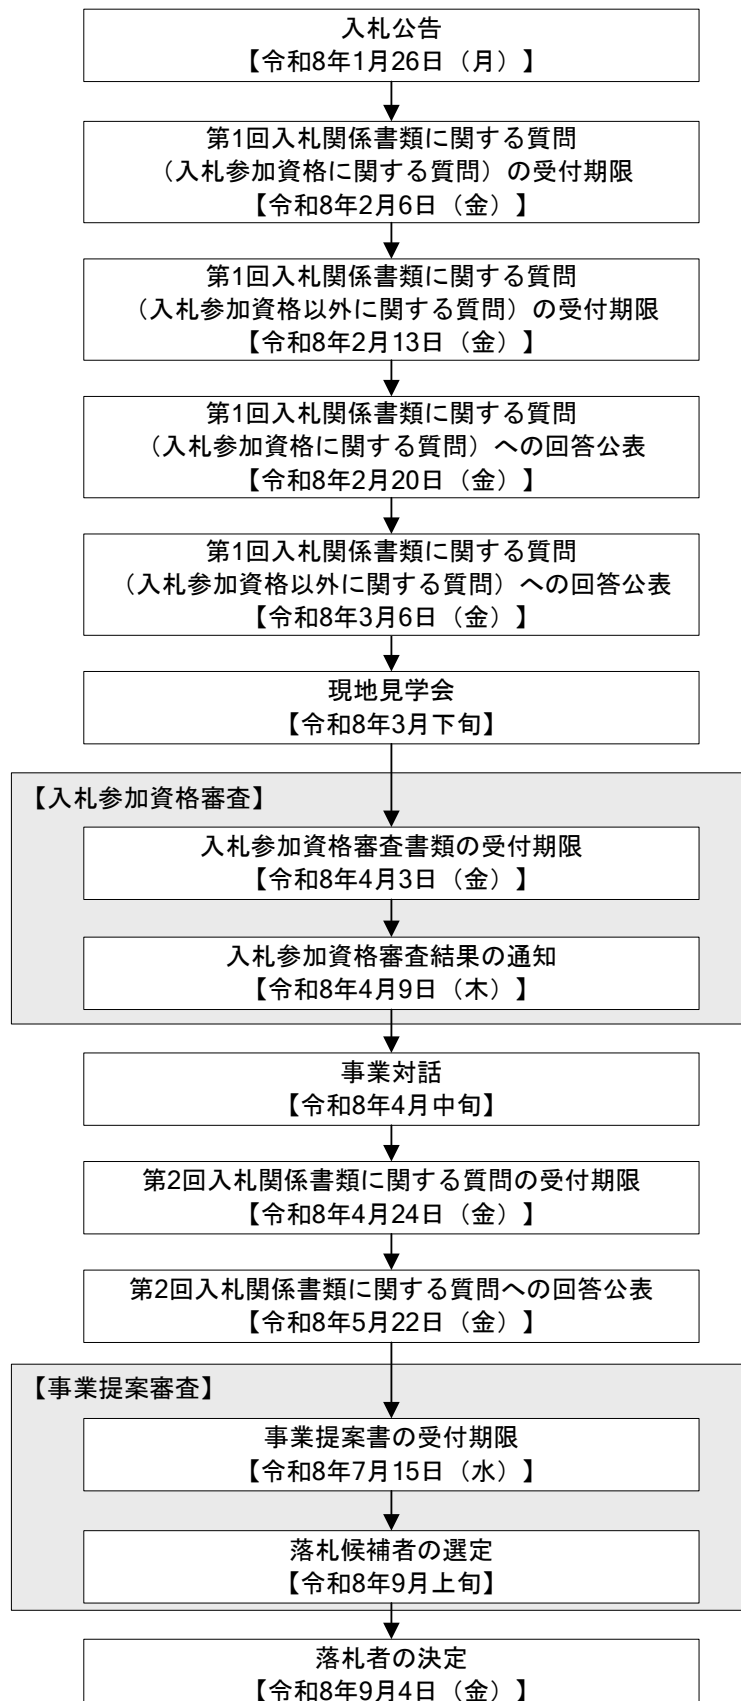 入札公告
【令和8年1月26日（月）】
第1回入札関係書類に関する質問
（入札参加資格に関する質問）の受付期限
【令和8年2月6日（金）】
第1回入札関係書類に関する質問
（入札参加資格以外に関する質問）の受付期限
【令和8年2月13日（金）】
第1回入札関係書類に関する質問
（入札参加資格に関する質問）への回答公表
【令和8年2月20日（金）】
第1回入札関係書類に関する質問
（入札参加資格以外に関する質問）への回答公表
【令和8年3月6日（金）】
現地見学会
【令和8年3月下旬】
【入札参加資格審査】
入札参加資格審査書類の受付期限
【令和8年4月3日（金）】
入札参加資格審査結果の通知
【令和8年4月9日（木）】
事業対話
【令和8年4月中旬】
第2回入札関係書類に関する質問の受付期限
【令和8年4月24日（金）】
第2回入札関係書類に関する質問への回答公表
【令和8年5月22日（金）】
【事業提案審査】
事業提案書の受付期限
【令和8年7月15日（水）】
落札候補者の選定
【令和8年9月上旬】
落札者の決定
【令和8年9月4日（金）】